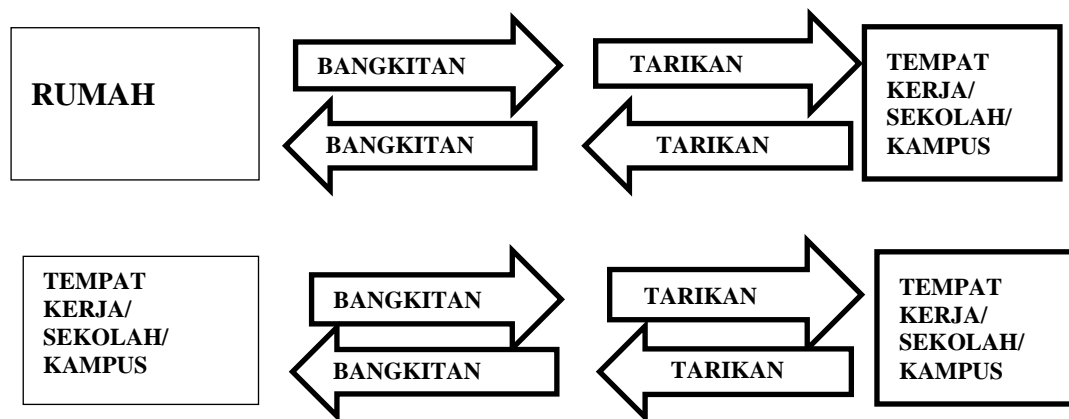 RUMAH
BANGKITAN
TARIKAN
BANGKITAN
TARIKAN
TEMPAT
KERJA/
SEKOLAH/
KAMPUS
TEMPAT
KERJA/
SEKOLAH/
KAMPUS
BANGKITAN
TARIKAN
BANGKITAN
TARIKAN
TEMPAT
KERJA/
SEKOLAH/
KAMPUS